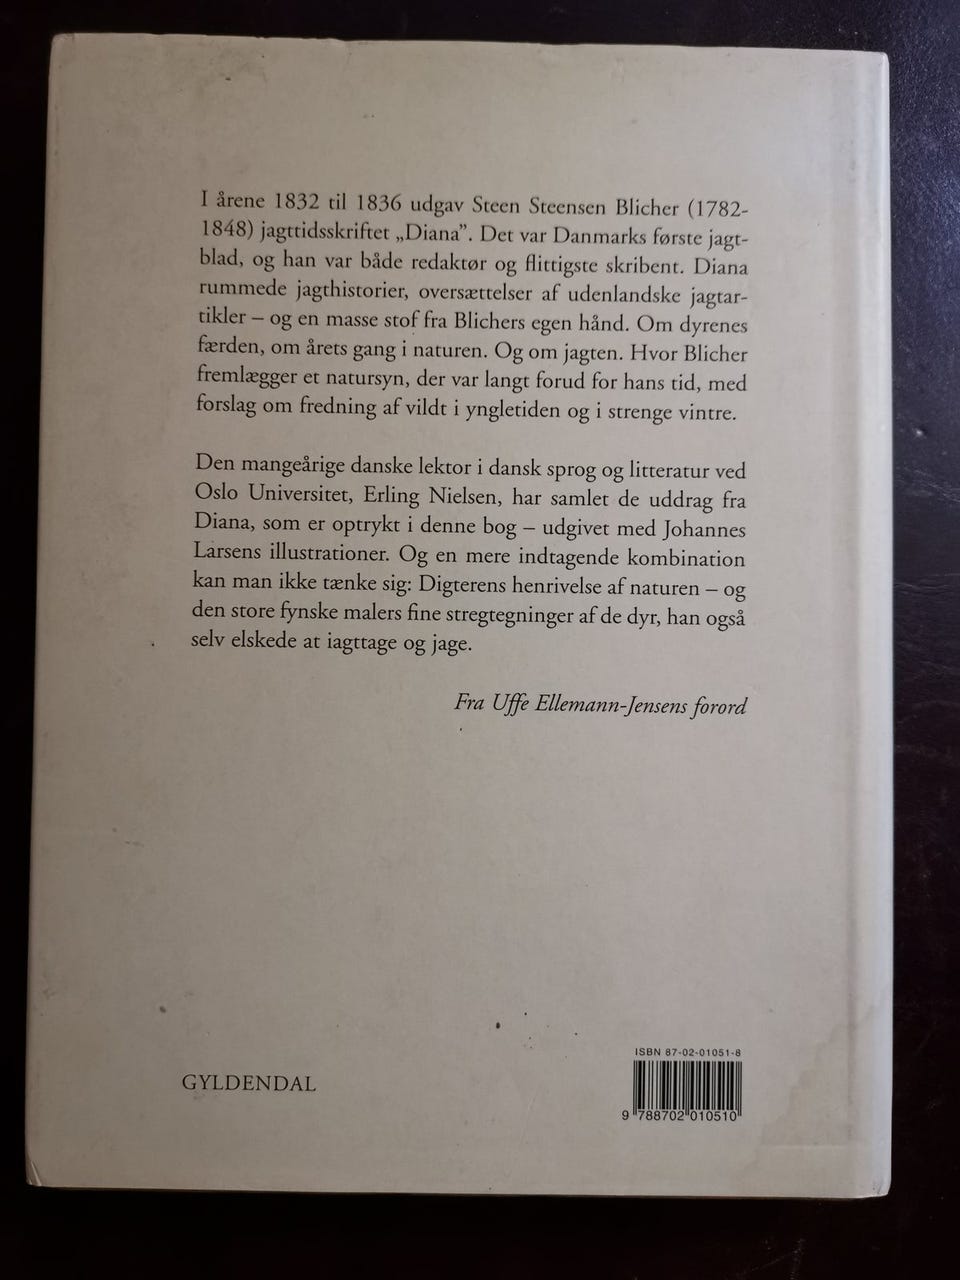 I årene 1832 til 1836 udgav Steen Steensen Blicher (1782-
1848) jagttidsskriftet „Diana”. Det var Danmarks første jagt-
blad, og han var både redaktør og flittigste skribent. Diana
rummede jagthistorier, oversættelser af udenlandske jagtar-
tikler – og en masse stof fra Blichers egen hånd. Om dyrenes
færden, om årets gang i naturen. Og om jagten. Hvor Blicher
fremlægger et natursyn, der var langt forud for hans tid, med
forslag om fredning af vildt i yngletiden og i strenge vintre.
Den mangeårige danske lektor i dansk sprog og litteratur ved
Oslo Universitet, Erling Nielsen, har samlet de uddrag fra
Diana, som er optrykt i denne bog – udgivet med Johannes
Larsens illustrationer. Og en mere indtagende kombination
kan man ikke tænke sig: Digterens henrivelse af naturen – og
den store fynske malers fine stregtegninger af de dyr, han også
selv elskede at iagttage og jage.
Fra Uffe Ellemann-Jensens forord
GYLDENDAL
ISBN 87-02-01051-8
9 788702 010510